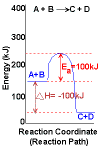 A + B → C + D
400
300
200
100
0
Energy (kJ)
Ea=100kJ
A+B
ΔH= -100kJ
C+D
Reaction Coordinate
(Reaction Path)